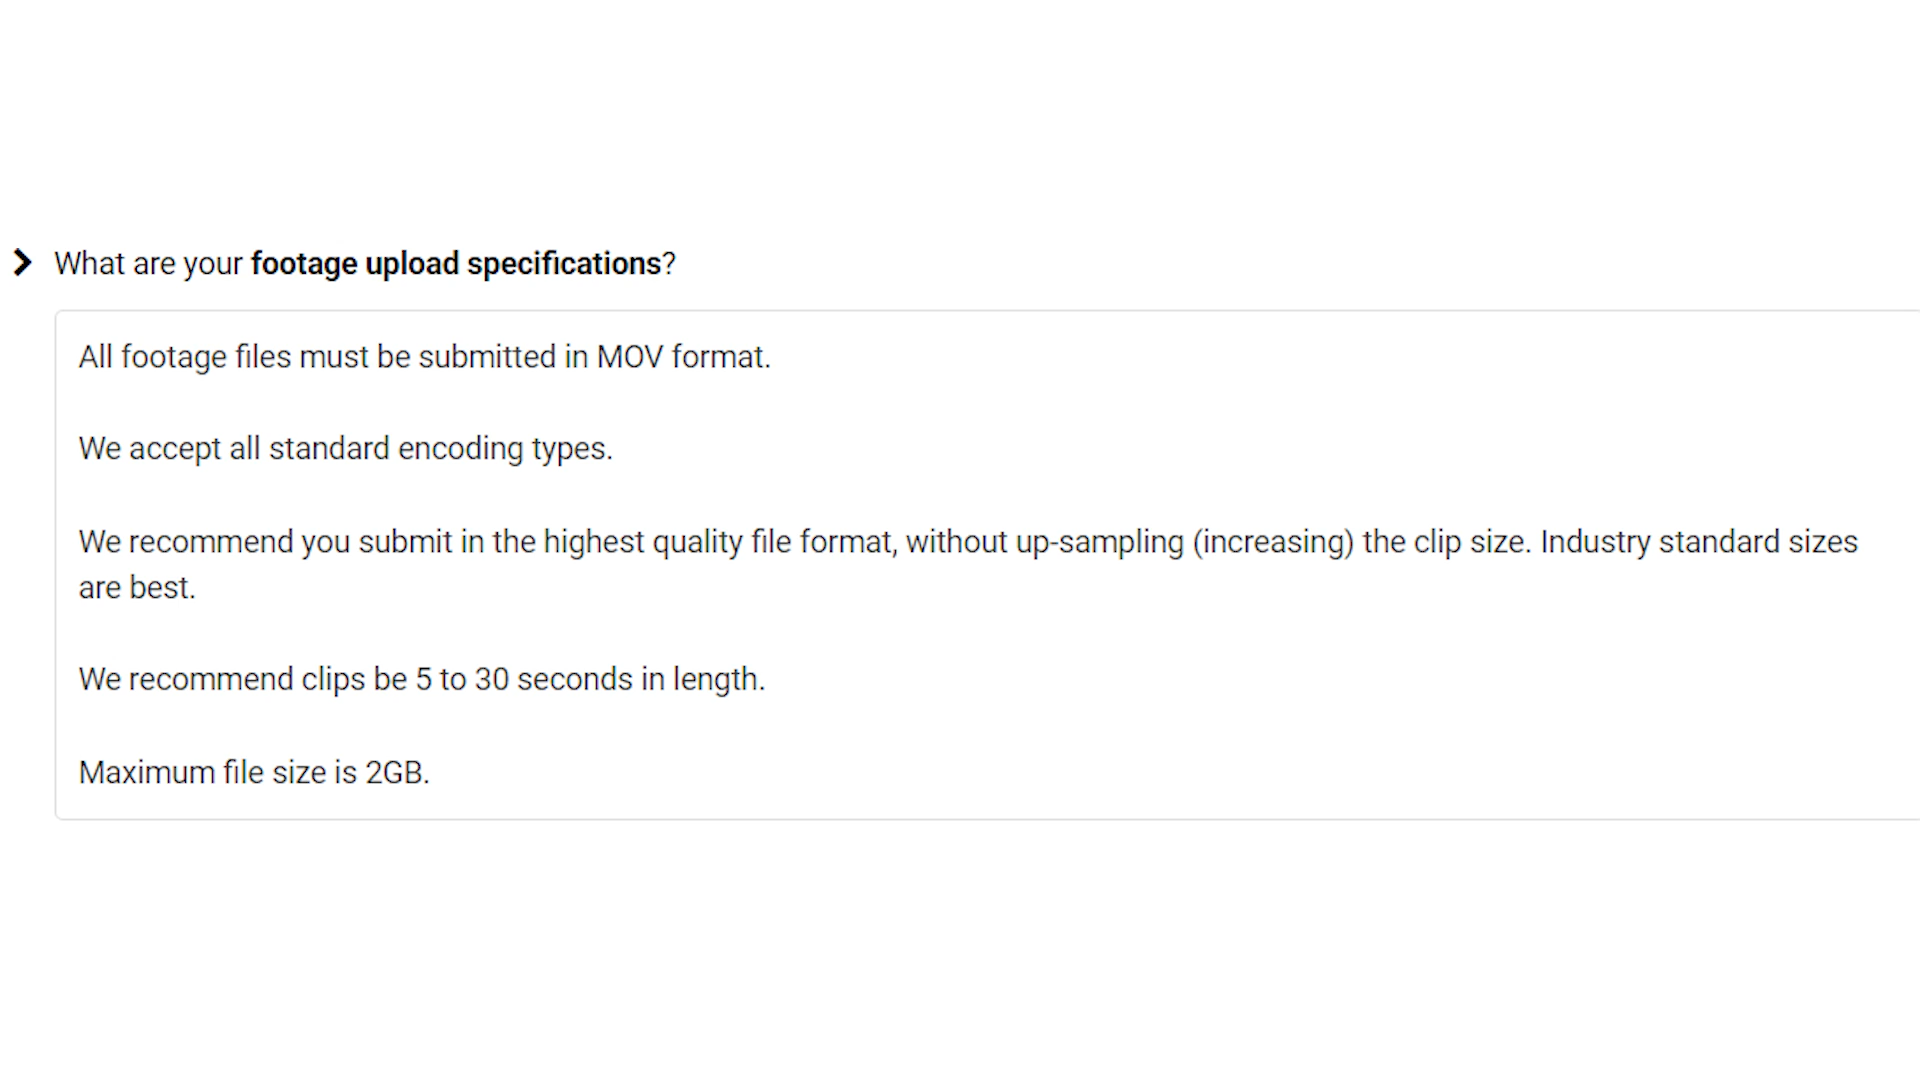 What are your footage upload specifications?
All footage files must be submitted in MOV format.
We accept all standard encoding types.
We recommend you submit in the highest quality file format, without up-sampling (increasing) the clip size. Industry standard sizes
are best.
We recommend clips be 5 to 30 seconds in length.
Maximum file size is 2GB.